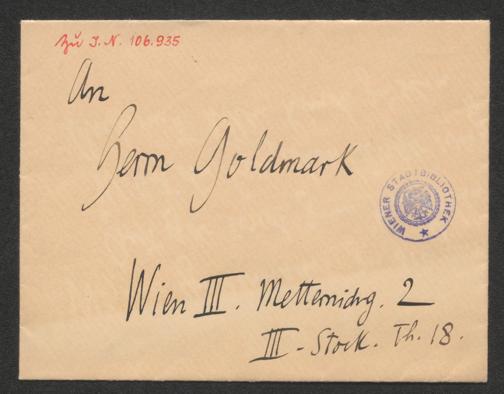 Zu I.N. 106.935
An
Herrn Goldmark
WIENER STADTBIBLIOTHEK
Wien III. Metternichg. 2
III-Stock. Th. 18.